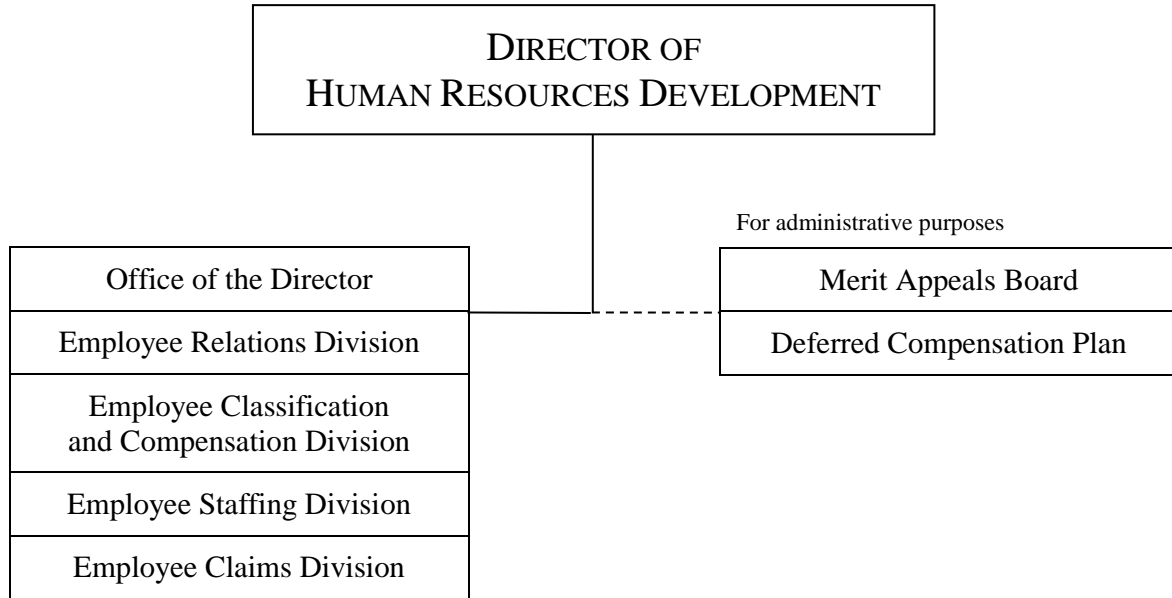 DIRECTOR OF
HUMAN RESOURCES DEVELOPMENT
For administrative purposes
Office of the Director
Employee Relations Division
Employee Classification
and Compensation Division
Employee Staffing Division
Employee Claims Division
Merit Appeals Board
Deferred Compensation Plan